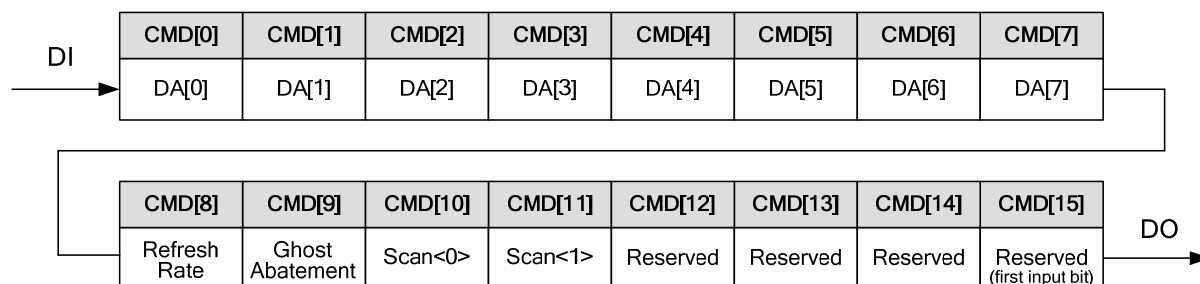 CMD[0] CMD[1] CMD[2] CMD[3] CMD[4] CMD[5] CMD[6] CMD[7]
DI
DA[0] DA[1] DA[2] DA[3] DA[4] DA[5] DA[6] DA[7]
CMD[8] CMD[9] CMD[10] CMD[11] CMD[12] CMD[13] CMD[14] CMD[15]
DO
Refresh Rate Ghost Abatement Scan<0> Scan<1> Reserved Reserved Reserved Reserved
(first input bit)